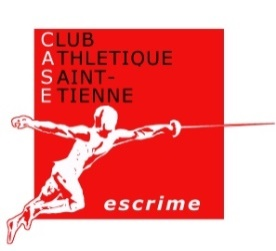 CLUB
ATHLETIQUE
SAINT-
ETIENNE
escrime